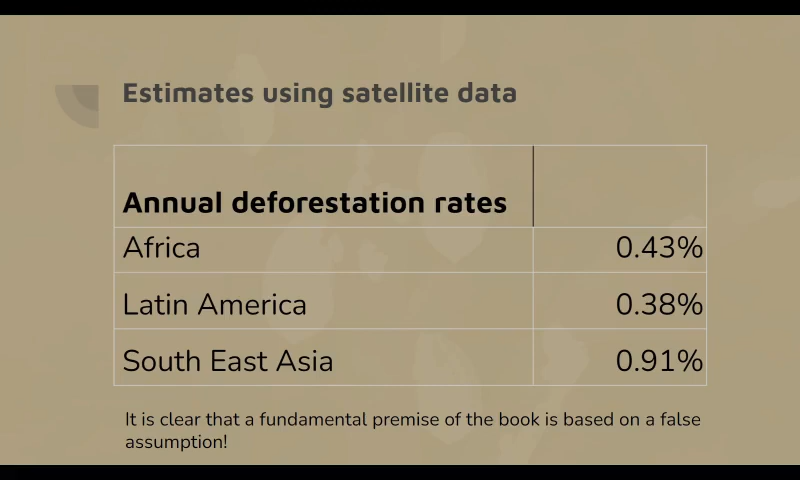 Estimates using satellite data
Annual deforestation rates
Africa 0.43%
Latin America 0.38%
South East Asia 0.91%
It is clear that a fundamental premise of the book is based on a false
assumption!